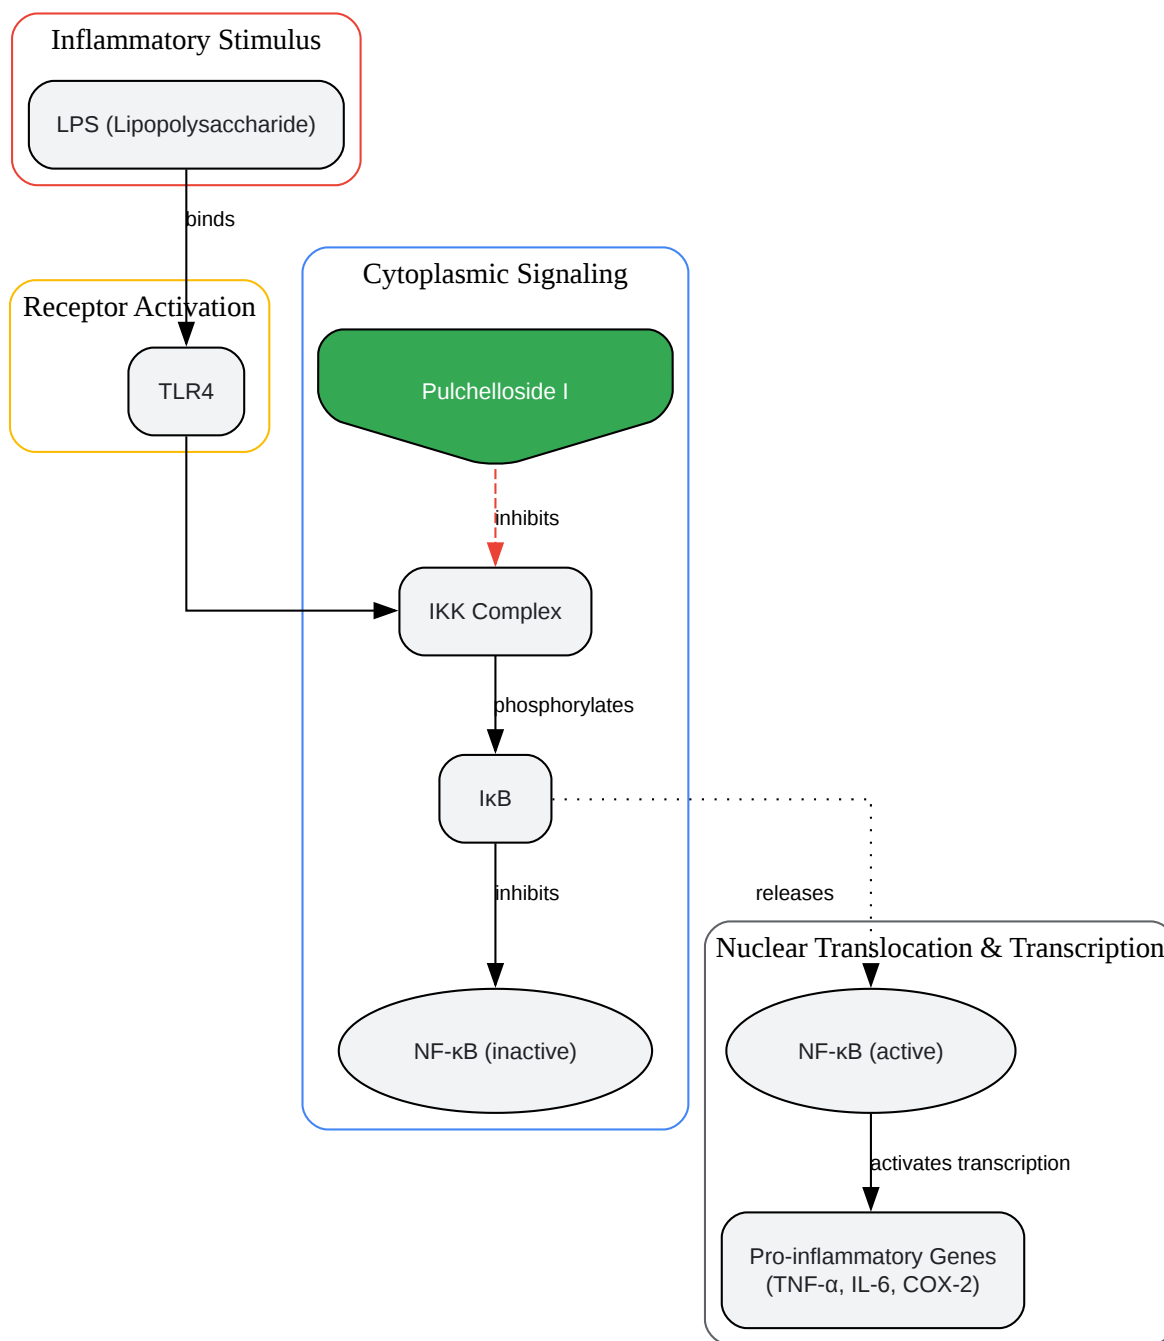 Inflammatory Stimulus
LPS (Lipopolysaccharide)
binds
Receptor Activation
TLR4
Cytoplasmic Signaling
Pulchelloside I
inhibits
IKK Complex
phosphorylates
IκB
inhibits
releases
NF-κB (inactive)
Nuclear Translocation & Transcription
NF-κB (active)
activates transcription
Pro-inflammatory Genes
(TNF-α, IL-6, COX-2)